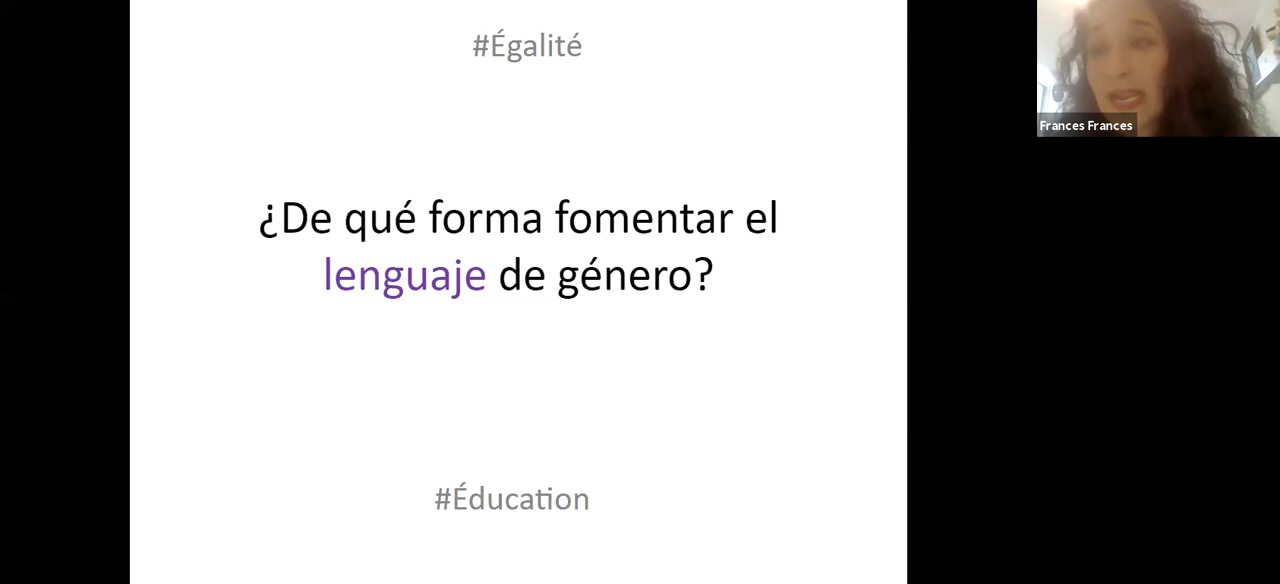 #Égalité
Frances Frances
¿De qué forma fomentar el
lenguaje de género?
#Éducation